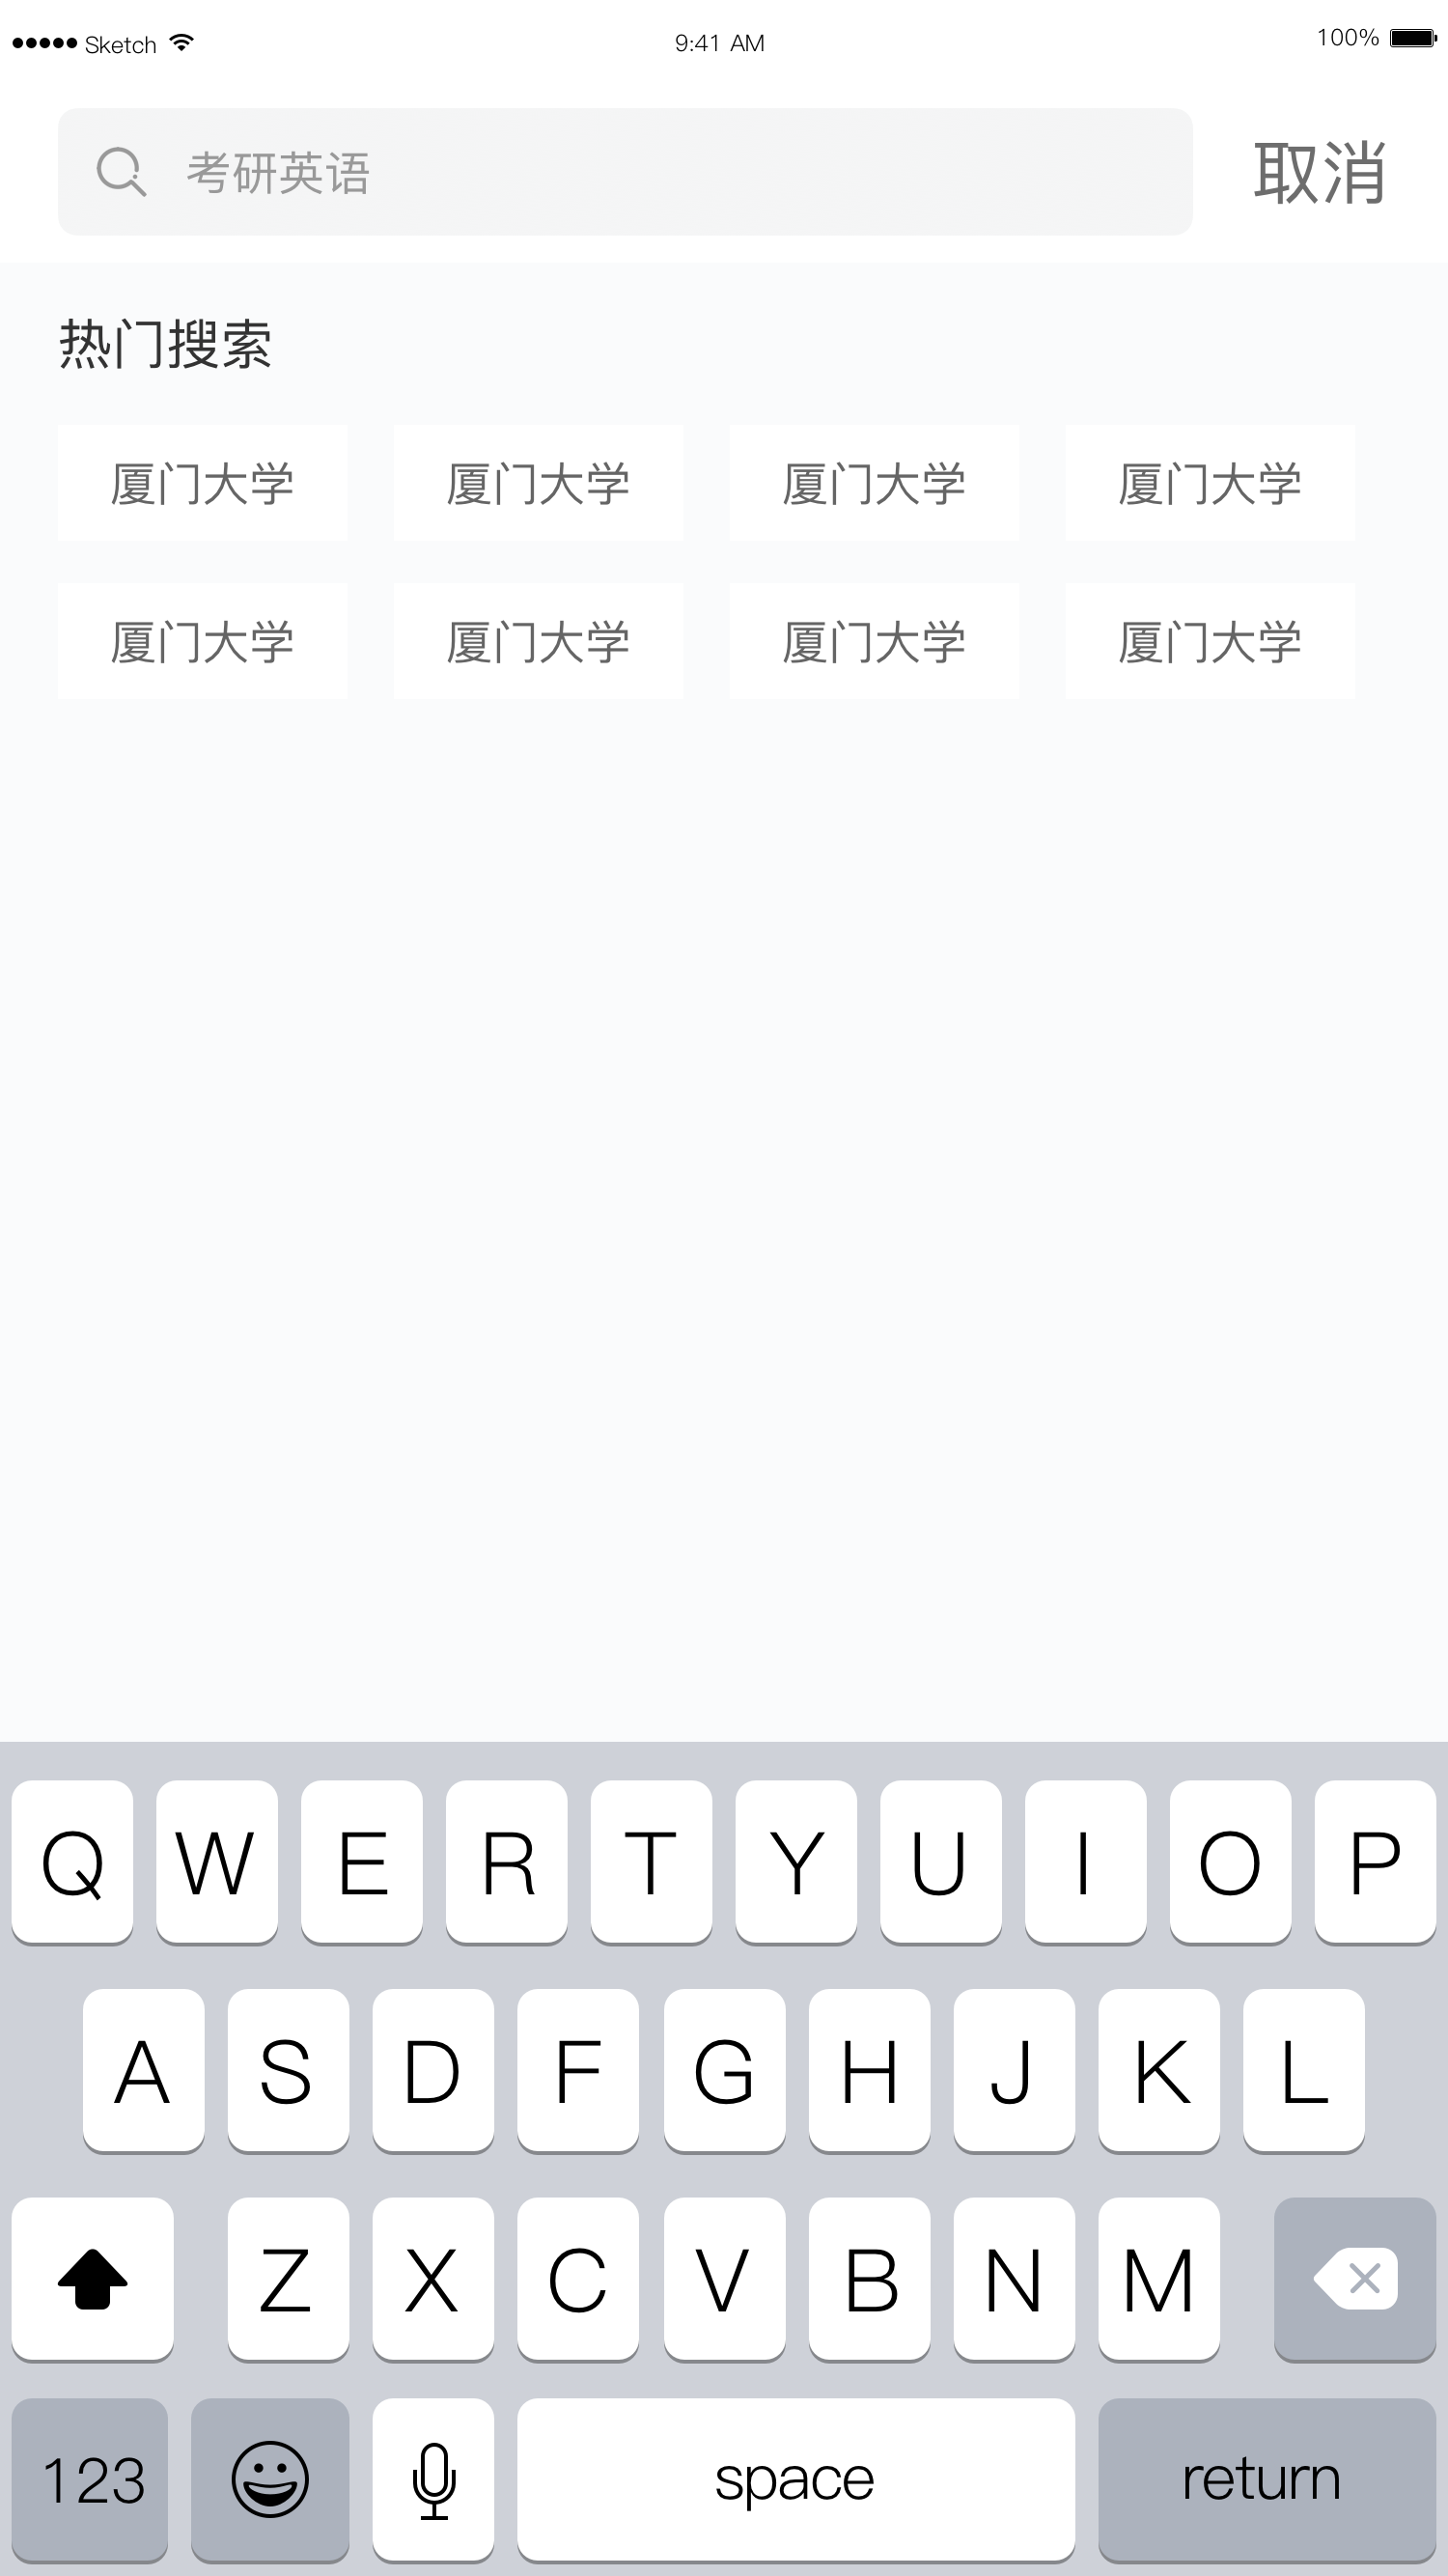 Sketch 9:41 AM 100%
考研英语 取消
热门搜索
厦门大学 厦门大学 厦门大学 厦门大学
厦门大学 厦门大学 厦门大学 厦门大学
Q W E R T Y U I O P
A S D F G H J K L
Z X C V B N M
123 space return